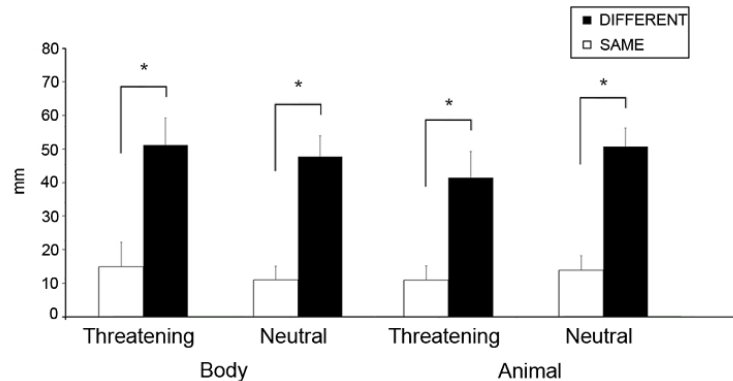 ■ DIFFERENT
□ SAME
80
70
60
50
40
30
20
10
0
mm
* * * *
Threatening Neutral Threatening Neutral
Body Animal